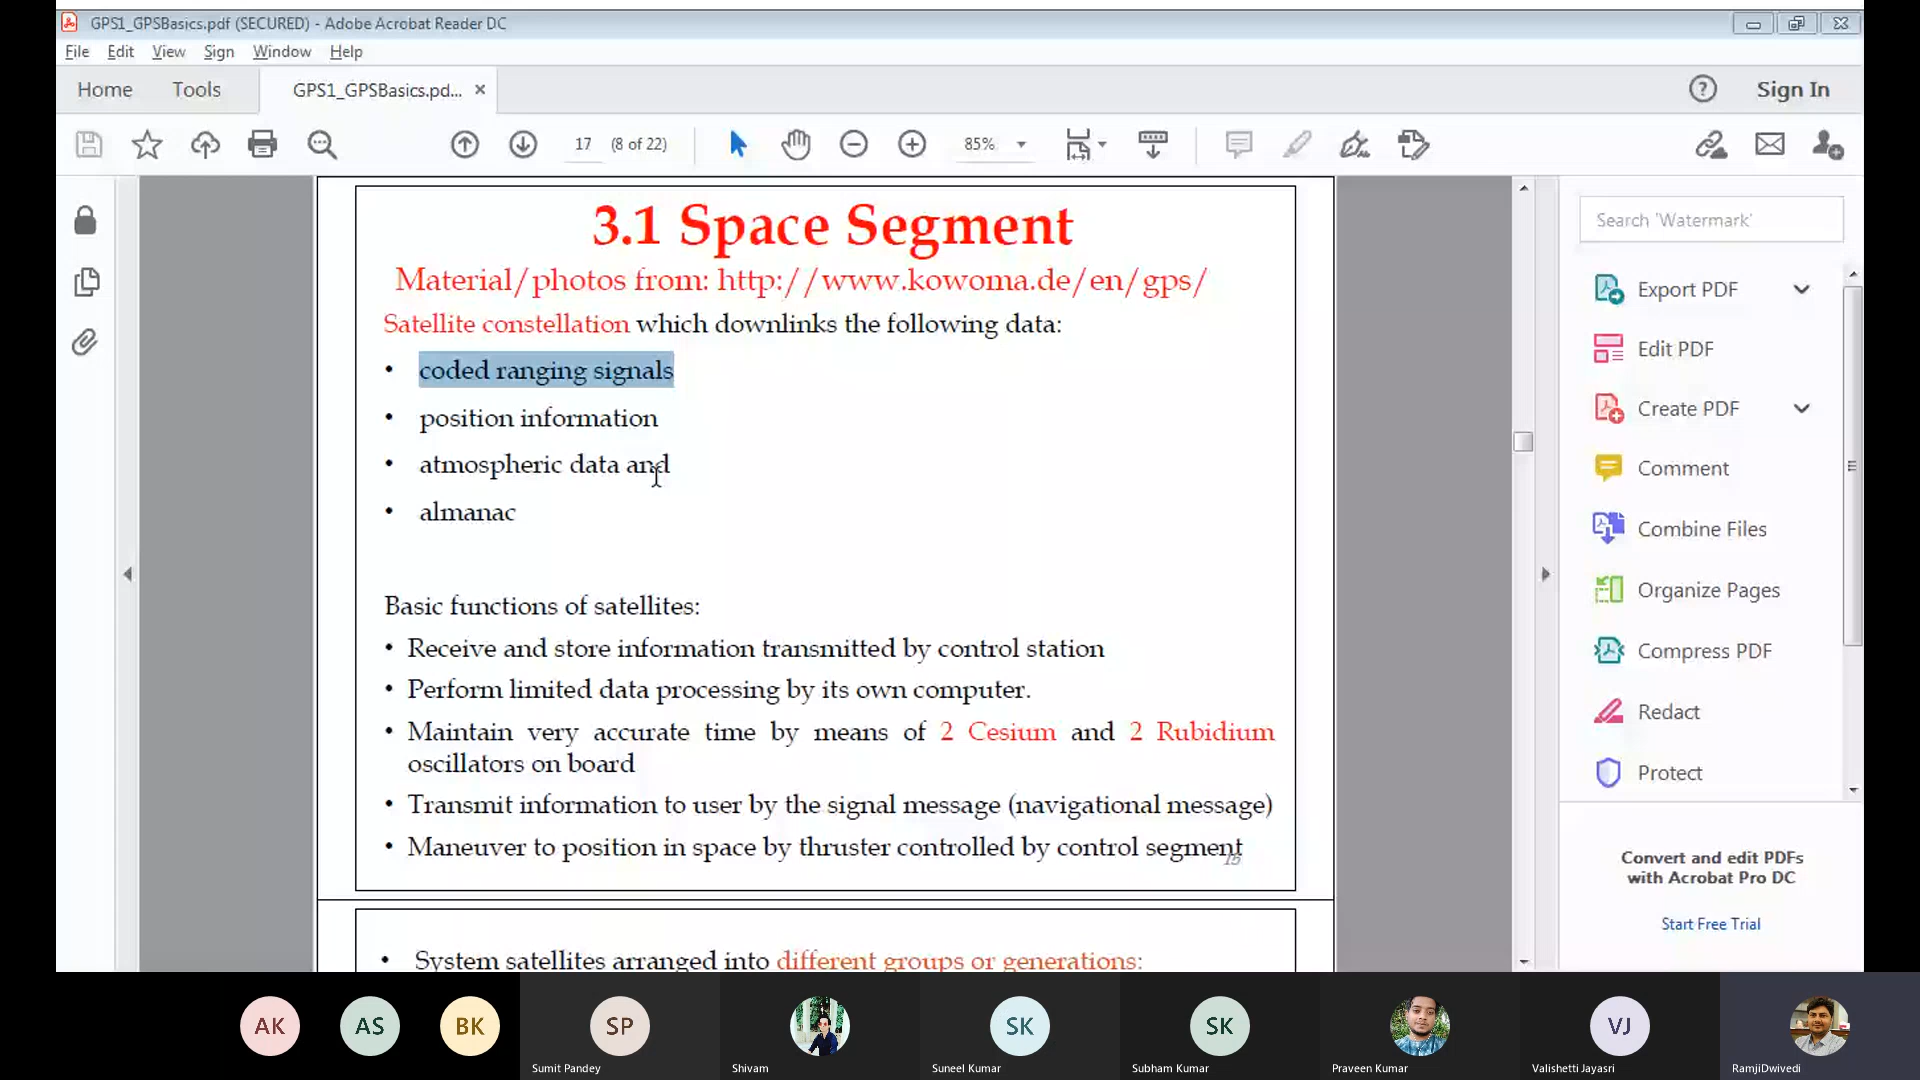 GPS1_GPSBasics.pdf (SECURED) - Adobe Acrobat Reader DC
File Edit View Sign Window Help
Home Tools GPS1_GPSBasics.pd... × Sign In
17 (8 of 22) 85%
3.1 Space Segment
Material/photos from: http://www.kowoma.de/en/gps/
Satellite constellation which downlinks the following data:
• coded ranging signals
• position information
• atmospheric data and
• almanac
Basic functions of satellites:
• Receive and store information transmitted by control station
• Perform limited data processing by its own computer.
• Maintain very accurate time by means of 2 Cesium and 2 Rubidium
oscillators on board
• Transmit information to user by the signal message (navigational message)
• Maneuver to position in space by thruster controlled by control segment
15
• System satellites arranged into different groups or generations:
Search 'Watermark'
Export PDF
Edit PDF
Create PDF
Comment
Combine Files
Organize Pages
Compress PDF
Redact
Protect
Convert and edit PDFs
with Acrobat Pro DC
Start Free Trial
AK AS BK SP SK SK VJ
Sumit Pandey Shivam Suneel Kumar Subham Kumar Praveen Kumar Valishetti Jayasri RamjiDwivedi